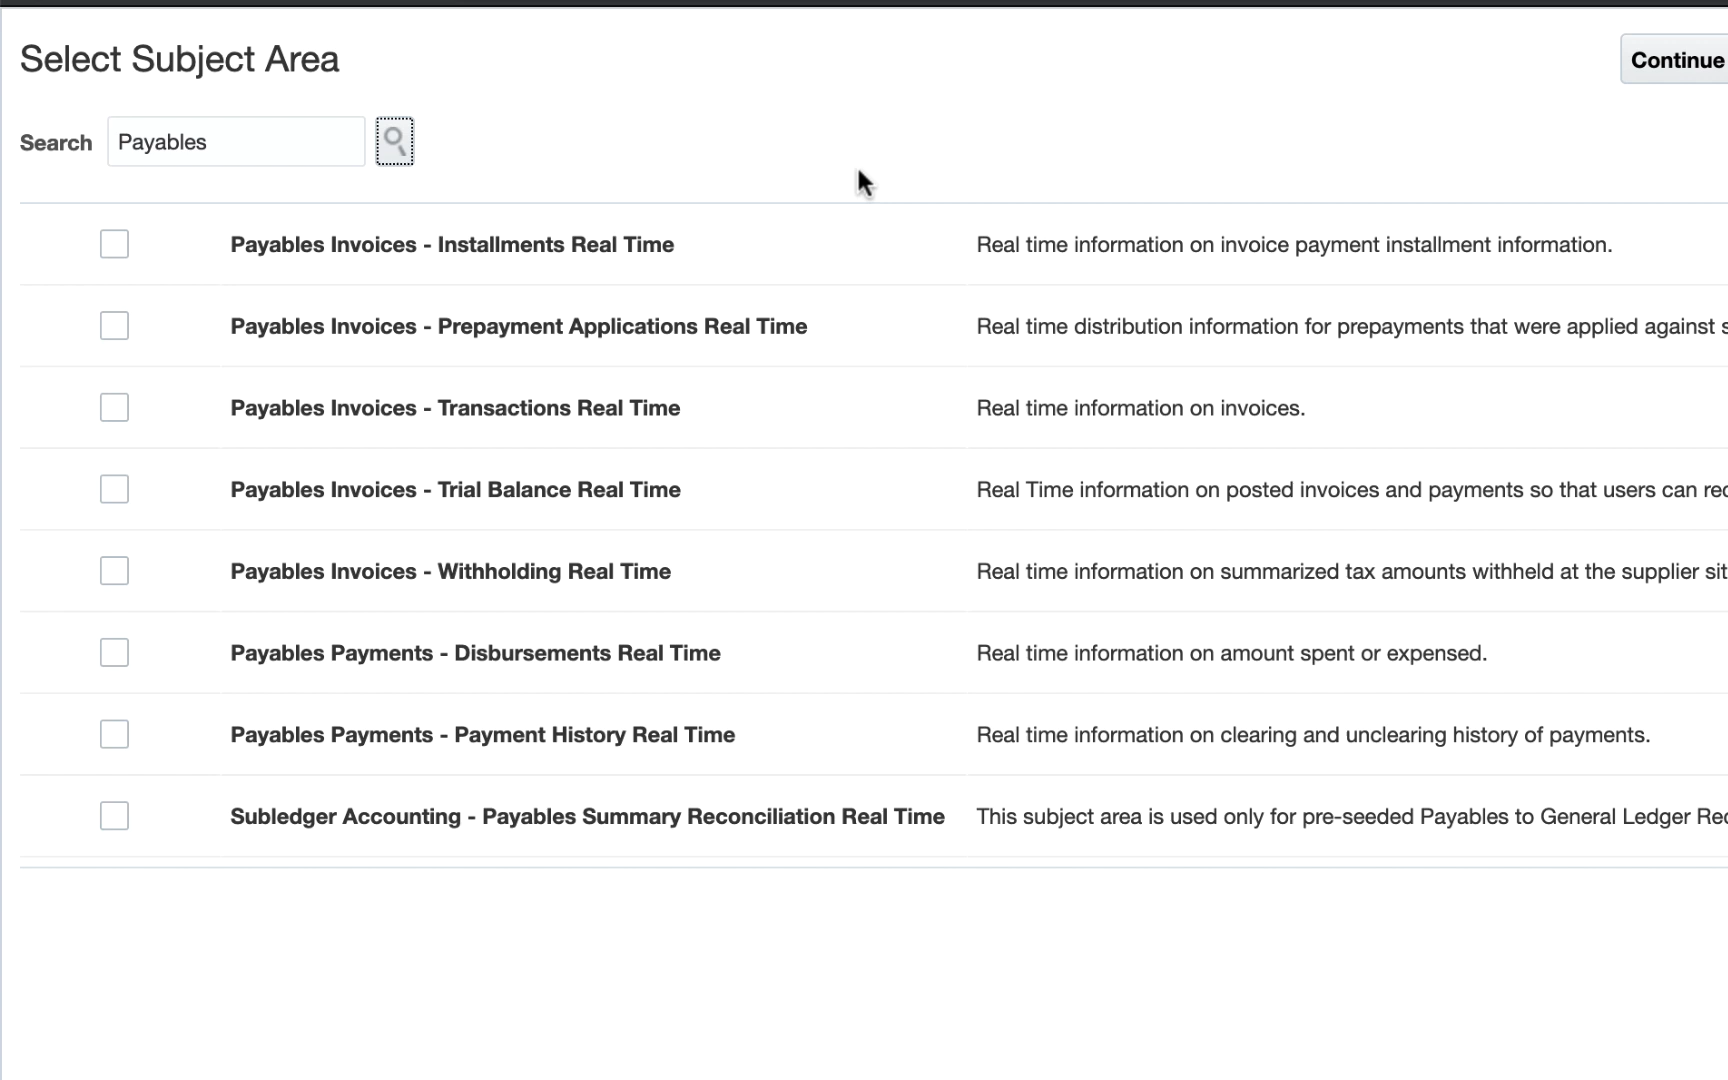 Select Subject Area
Continue
Search Payables
Payables Invoices - Installments Real Time Real time information on invoice payment installment information.
Payables Invoices - Prepayment Applications Real Time Real time distribution information for prepayments that were applied against
Payables Invoices - Transactions Real Time Real time information on invoices.
Payables Invoices - Trial Balance Real Time Real Time information on posted invoices and payments so that users can
Payables Invoices - Withholding Real Time Real time information on summarized tax amounts withheld at the supplier
Payables Payments - Disbursements Real Time Real time information on amount spent or expensed.
Payables Payments - Payment History Real Time Real time information on clearing and unclearing history of payments.
Subledger Accounting - Payables Summary Reconciliation Real Time This subject area is used only for pre-seeded Payables to General Ledger